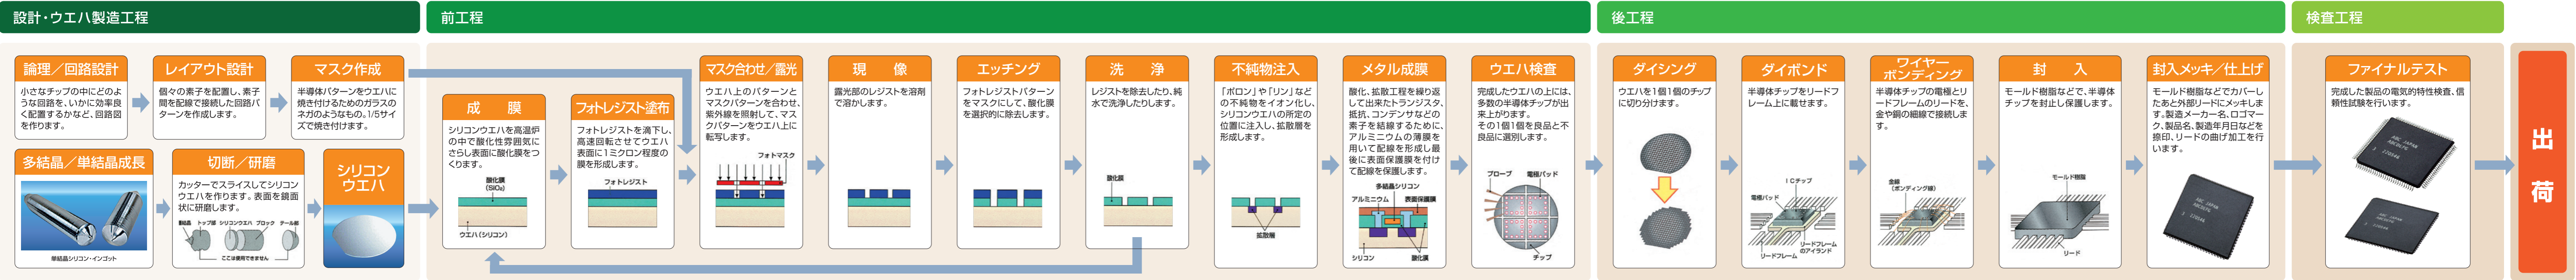 設計・ウエハ製造工程
前工程
後工程
検査工程
論理／回路設計
小さなチップの中にどのよ
うな回路を、いかに効率良
く配置するかなど、回路図
を作ります。
レイアウト設計
個々の素子を配置し、素子
間を配線で接続した回路パ
ターンを作成します。
マスク作成
半導体パターンをウエハに
焼き付けるためのガラスの
ネガのようなもの。1/5サイ
ズで焼き付けます。
多結晶／単結晶成長
単結晶シリコン・インゴット
切断／研磨
カッターでスライスしてシリコン
ウエハを作ります。表面を鏡面
状に研磨します。
トップ部 シリコンウエハ ブロック テール部
ここは使用できません
シリコン
ウエハ
成　膜
シリコンウエハを高温炉
の中で酸化性雰囲気に
さらし表面に酸化膜をつ
くります。
酸化膜
(SiO₂)
ウエハ(シリコン)
フォトレジスト塗布
フォトレジストを滴下し、
高速回転させてウエハ
表面に1ミクロン程度の
膜を形成します。
フォトレジスト
マスク合わせ／露光
ウエハ上のパターンと
マスクパターンを合わせ、
紫外線を照射して、マス
クパターンをウエハ上に
転写します。
フォトマスク
現　像
露光部のレジストを溶剤
で溶かします。
エッチング
フォトレジストパターン
をマスクにして、酸化膜
を選択的に除去します。
洗　浄
レジストを除去したり、純
水で洗浄したりします。
酸化膜
不純物注入
「ボロン」や「リン」など
の不純物をイオン化し、
シリコンウエハの所定の
位置に注入し、拡散層を
形成します。
拡散層
メタル成膜
酸化、拡散工程を繰り返
して出来たトランジスタ、
抵抗、コンデンサなどの
素子を結線するために、
アルミニウムの薄膜を
用いて配線を形成し最
後に表面保護膜を付け
て配線を保護します。
多結晶シリコン
アルミニウム 表面保護膜
シリコン 酸化膜
ウエハ検査
完成したウエハの上には、
多数の半導体チップが出
来上がります。
その1個1個を良品と不
良品に選別します。
プローブ 電極パッド
チップ
ダイシング
ウエハを1個1個のチップ
に切り分けます。
ダイボンド
半導体チップをリードフ
レーム上に載せます。
ICチップ
電極パッド
リードフレーム
のアイランド
リードフレーム
ワイヤー
ボンディング
半導体チップの電極とリ
ードフレームのリードを、
金や銅の細線で接続しま
す。
金線
(ボンディング線)
封　入
モールド樹脂などで、半導体
チップを封止し保護します。
モールド樹脂
リード
封入メッキ／仕上げ
モールド樹脂などでカバーし
たあと外部リードにメッキしま
す。製造メーカー名、ロゴマー
ク、製品名、製造年月日などを
捺印、リードの曲げ加工を行
います。
ABC JAPAN
ファイナルテスト
完成した製品の電気的特性検査、信
頼性試験を行います。
ABC JAPAN
ABC JAPAN
出
荷